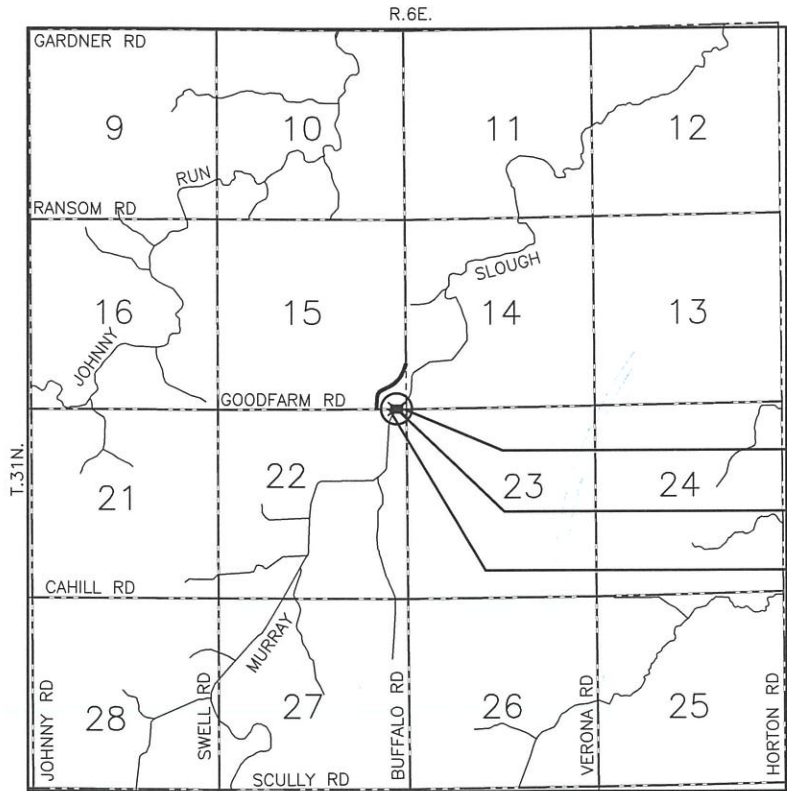 R.6E.
GARDNER RD
9
10
11
12
RUN
RANSOM RD
SLOUGH
16
15
14
13
JOHNNY
GOODFARM RD
T.31N.
21
22
23
24
CAHILL RD
MURRAY
JOHNNY RD
28
SWELL RD
27
BUFFALO RD
26
VERONA RD
25
HORTON RD
SCULLY RD